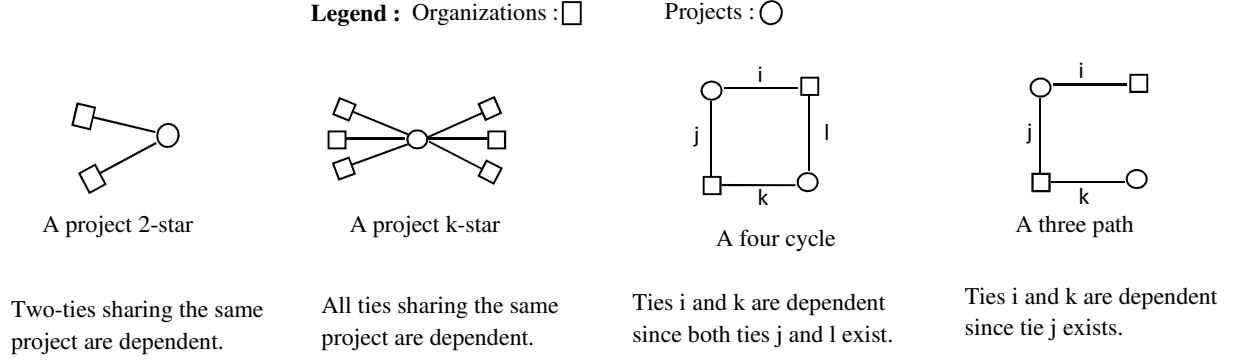 Legend : Organizations : Projects :
i
j
l
k
i
j
k
A project 2-star
A project k-star
A four cycle
A three path
Two-ties sharing the same
project are dependent.
All ties sharing the same
project are dependent.
Ties i and k are dependent
since both ties j and l exist.
Ties i and k are dependent
since tie j exists.